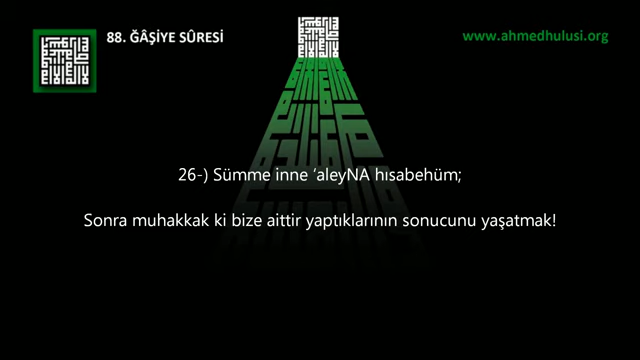 88. ĞÂŞİYE SÛRESİ
www.ahmedhulusi.org
26-) Sümme inne ‘aleyNA hısabehüm;
Sonra muhakkak ki bize aittir yaptıklarının sonucunu yaşatmak!